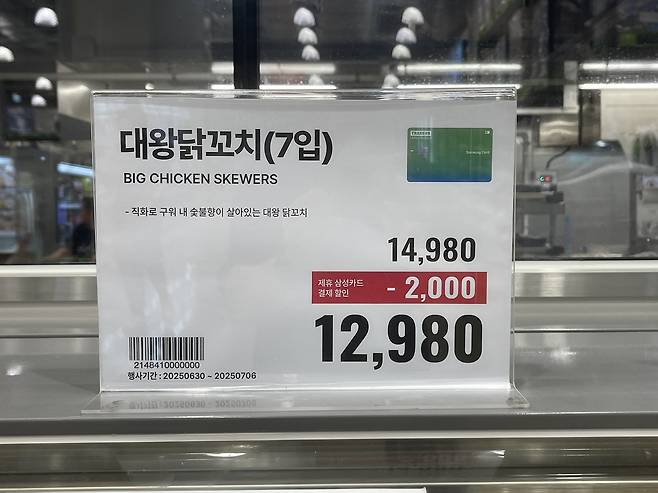 대왕닭꼬치(7입)
BIG CHICKEN SKEWERS
- 직화로 구워 내 숯불향이 살아있는 대왕 닭꼬치
Samsung Card
14,980
제휴 삼성카드
결제 할인
- 2,000
12,980
2148410000000
행사기간 : 20250630 ~ 20250706